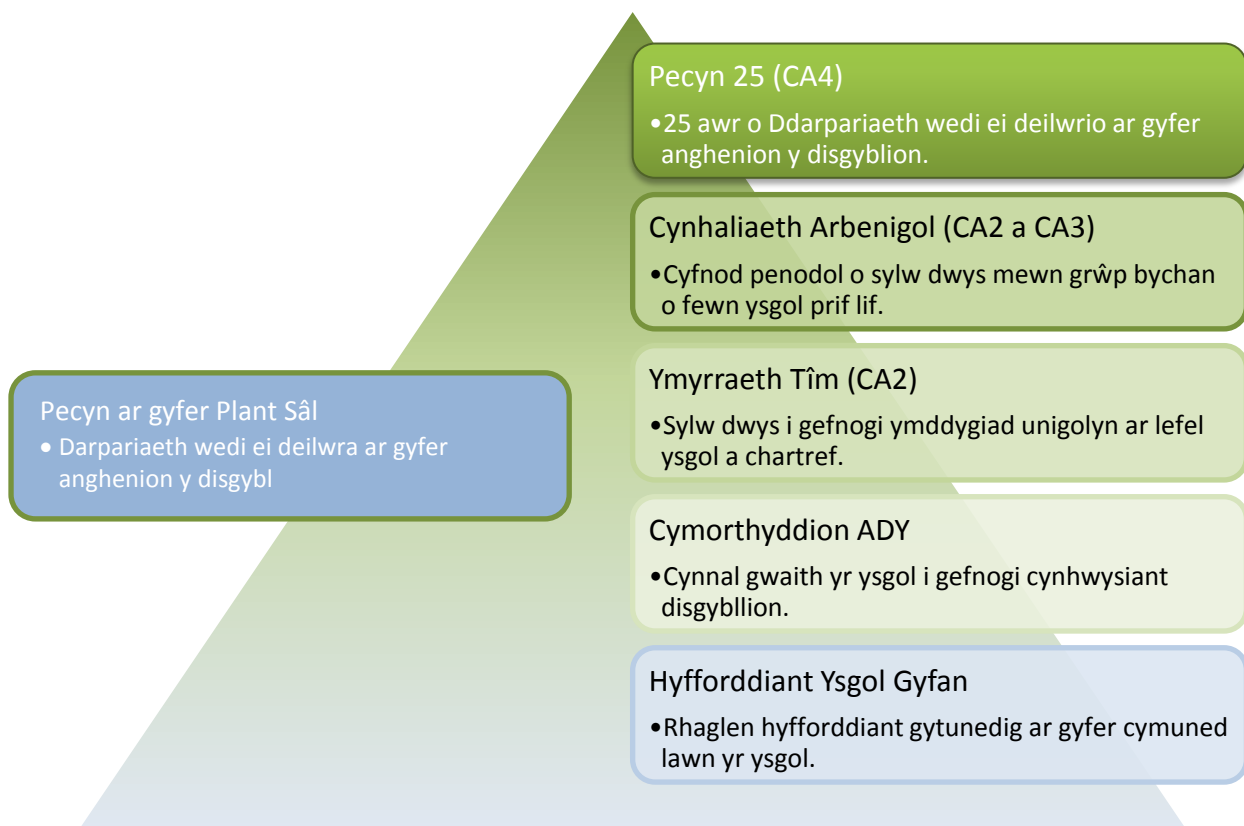 Pecyn 25 (CA4)
•25 awr o Ddarpariaeth wedi ei deilwrio ar gyfer
anghenion y disgyblion.
Cynhaliaeth Arbenigol (CA2 a CA3)
•Cyfnod penodol o sylw dwys mewn grŵp bychan
o fewn ysgol prif lif.
Ymyrraeth Tîm (CA2)
•Sylw dwys i gefnogi ymddygiad unigolyn ar lefel
ysgol a chartref.
Pecyn ar gyfer Plant Sâl
• Darpariaeth wedi ei deilwra ar gyfer
anghenion y disgybl
Cymorthyddion ADY
•Cynnal gwaith yr ysgol i gefnogi cynhwysiant
disgybllion.
Hyfforddiant Ysgol Gyfan
•Rhaglen hyfforddiant gytunedig ar gyfer cymuned
lawn yr ysgol.